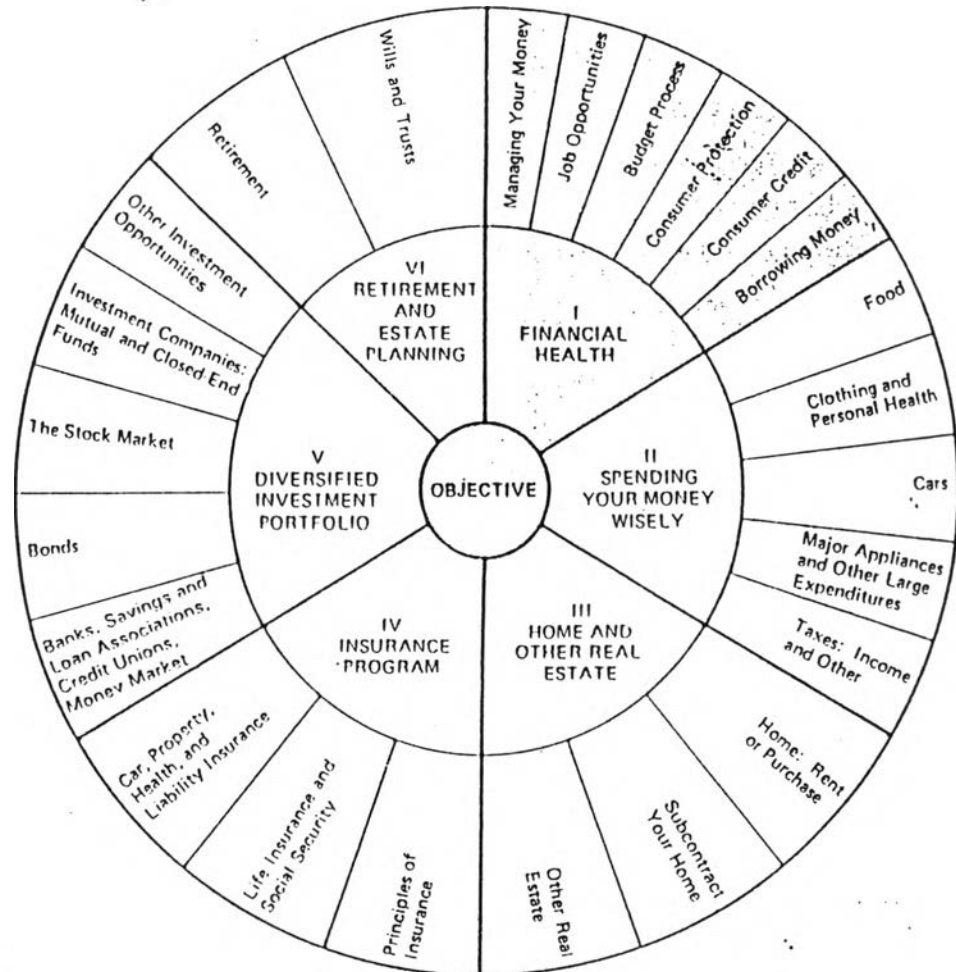 OBJECTIVE
I
FINANCIAL
HEALTH
Managing Your Money
Job Opportunities
Budget Process
Consumer Protection
Consumer Credit
Borrowing Money
II
SPENDING
YOUR MONEY
WISELY
Food
Clothing and
Personal Health
Cars
Major Appliances
and Other Large
Expenditures
Taxes: Income
and Other
III
HOME AND
OTHER REAL
ESTATE
Home: Rent
or Purchase
Subcontract
Your Home
Other Real
Estate
IV
INSURANCE
PROGRAM
Principles of
Insurance
Life Insurance and
Social Security
Car, Property,
Health, and
Liability Insurance
V
DIVERSIFIED
INVESTMENT
PORTFOLIO
Banks, Savings and
Loan Associations,
Credit Unions,
Money Market
Bonds
The Stock Market
Investment Companies:
Mutual and Closed-End
Funds
Other Investment
Opportunities
VI
RETIREMENT
AND
ESTATE
PLANNING
Retirement
Wills and Trusts